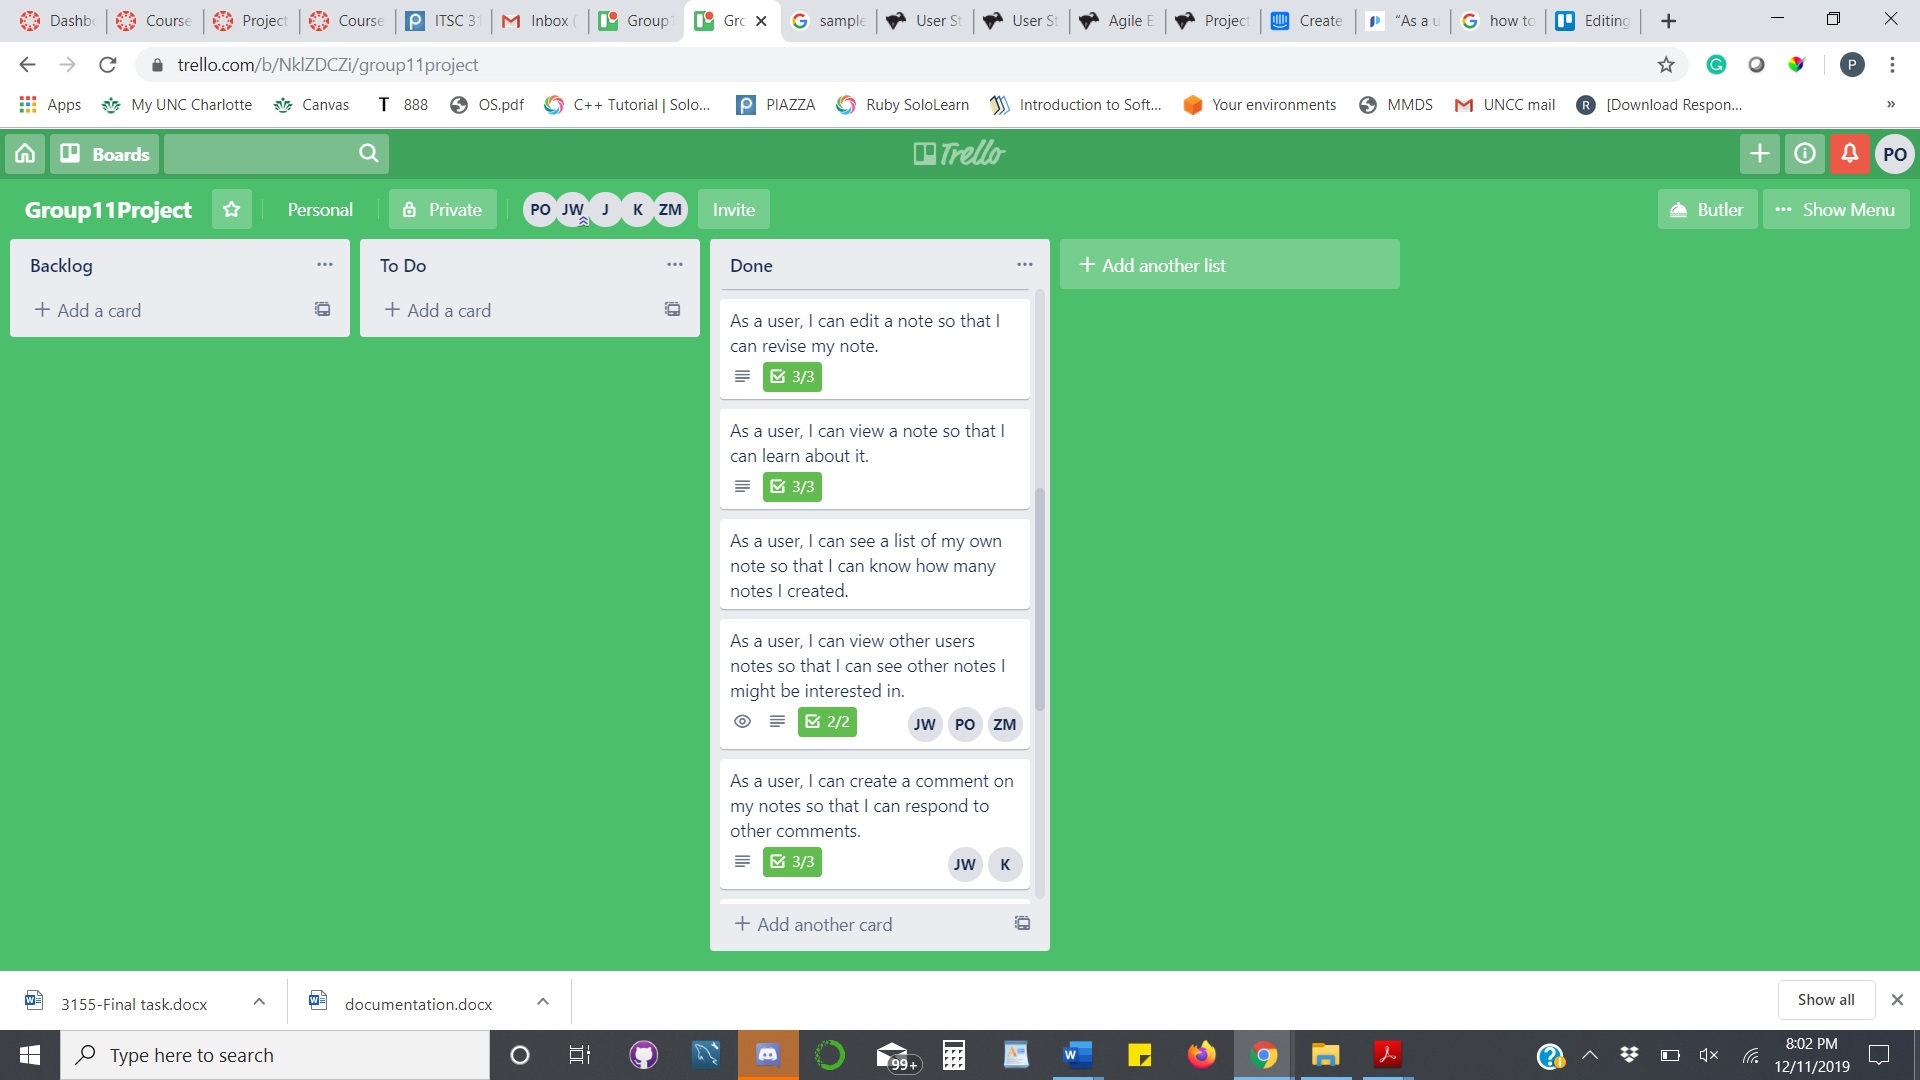 Dashbo Course Project Course ITSC 31 Inbox ( Group1 Gro sample User St User St Agile E Project Create "As a u how to Editing
trello.com/b/NklZDCZi/group11project
P
Apps My UNC Charlotte Canvas T 888 OS.pdf C++ Tutorial | Solo... PIAZZA Ruby SoloLearn Introduction to Soft... Your environments MMDS UNCC mail R [Download Respon... »
Boards Trello PO
Group11Project Personal Private PO JW J K ZM Invite Butler ... Show Menu
Backlog ...
+ Add a card
To Do ...
+ Add a card
Done ...
As a user, I can edit a note so that I
can revise my note.
3/3
As a user, I can view a note so that I
can learn about it.
3/3
As a user, I can see a list of my own
note so that I can know how many
notes I created.
As a user, I can view other users
notes so that I can see other notes I
might be interested in.
2/2 JW PO ZM
As a user, I can create a comment on
my notes so that I can respond to
other comments.
3/3 JW K
+ Add another card
+ Add another list
3155-Final task.docx documentation.docx Show all
Type here to search 99+
8:02 PM
12/11/2019